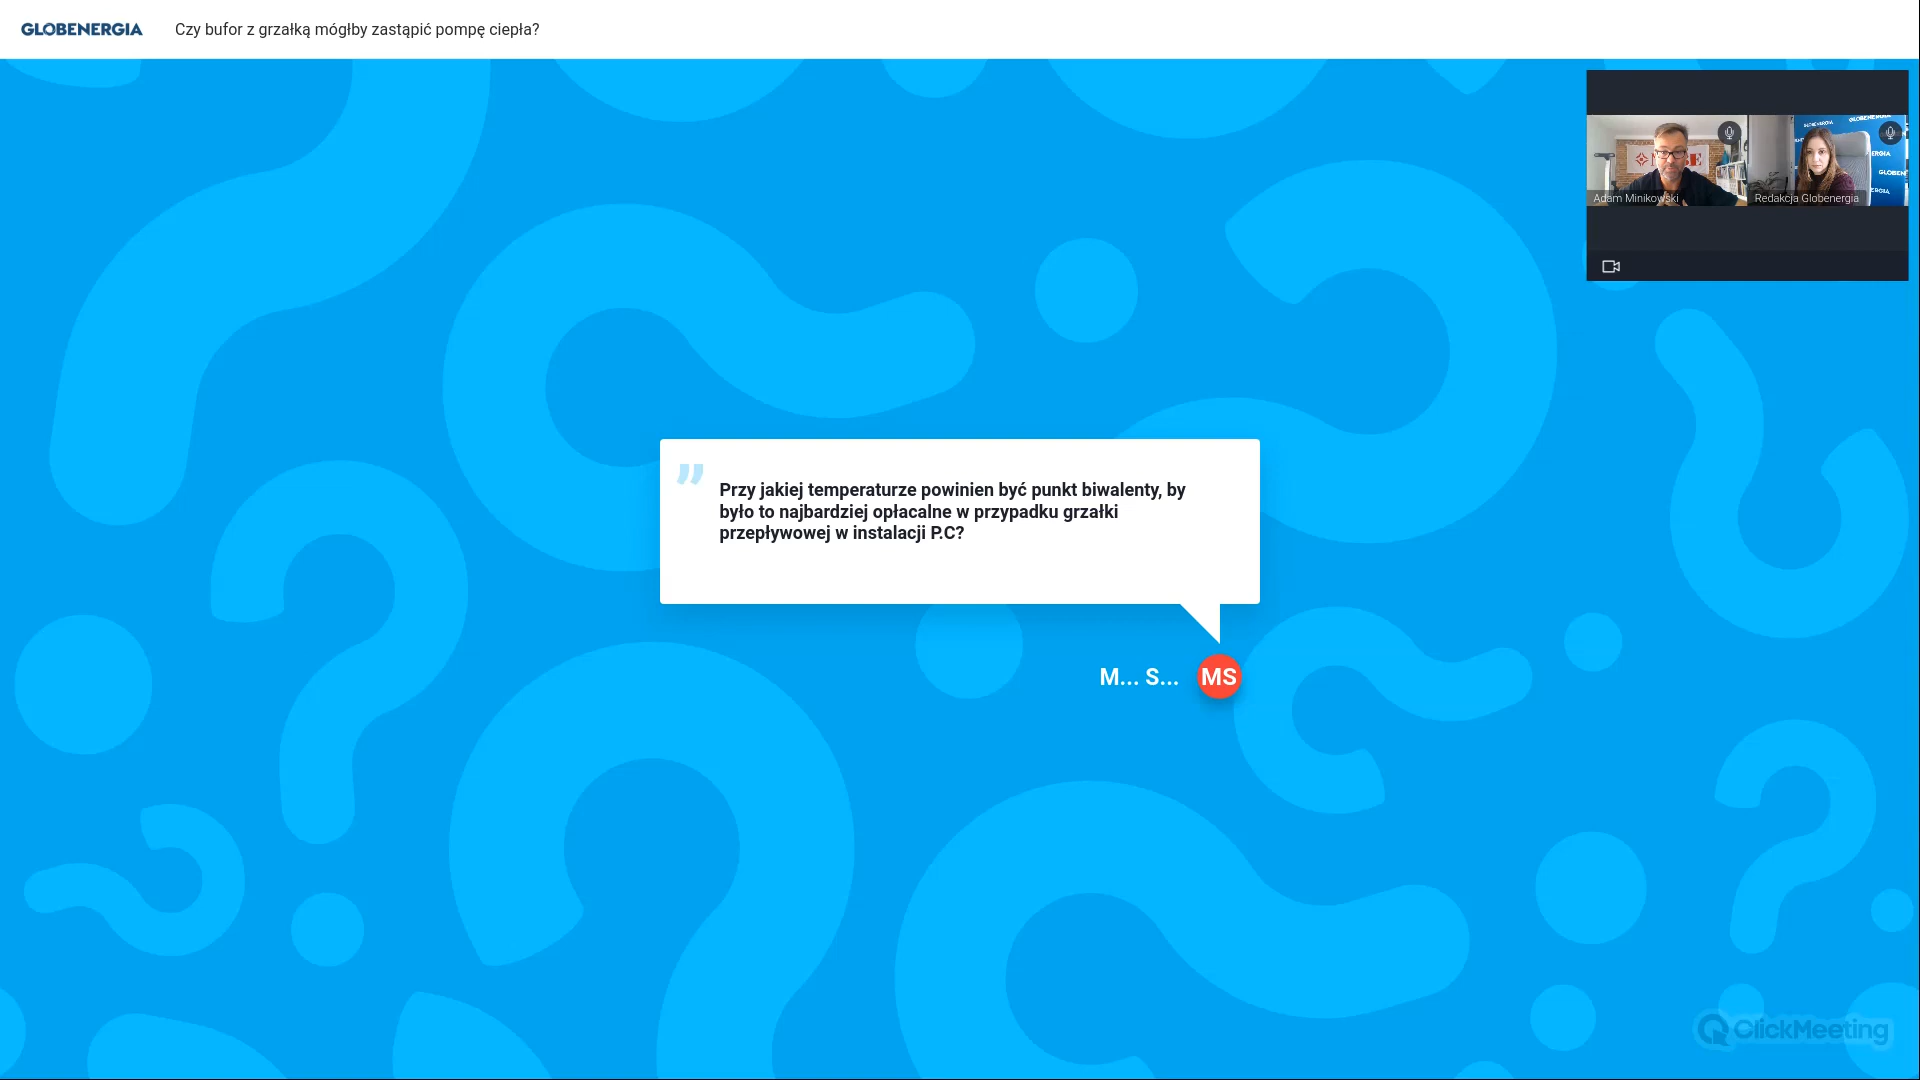 GLOBENERGIA
Czy bufor z grzałką mógłby zastąpić pompę ciepła?
Adam Minikowski
Redakcja Globenergia
”
Przy jakiej temperaturze powinien być punkt biwalenty, by
było to najbardziej opłacalne w przypadku grzałki
przepływowej w instalacji P.C?
M... S...
MS
ClickMeeting